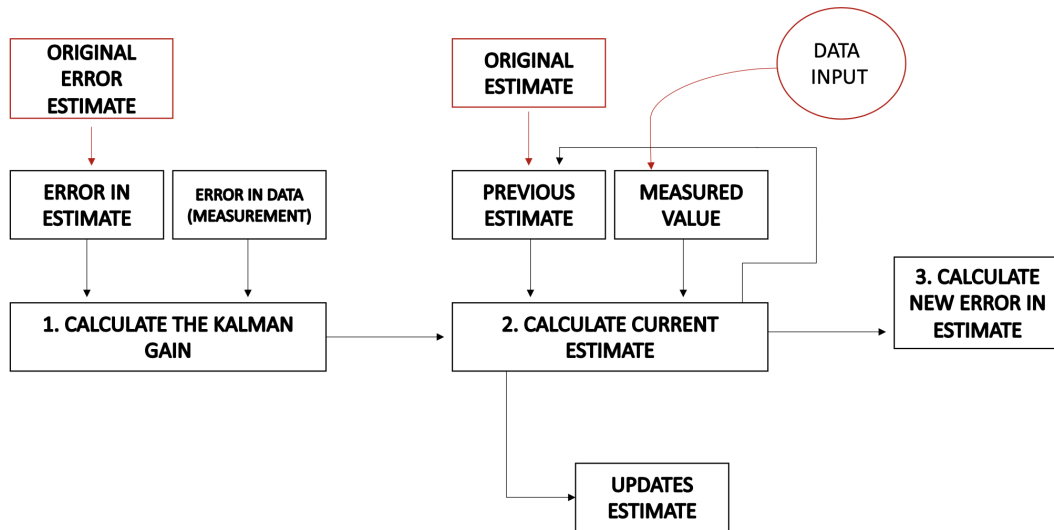 ORIGINAL
ERROR
ESTIMATE
ORIGINAL
ESTIMATE
DATA
INPUT
ERROR IN
ESTIMATE
ERROR IN DATA
(MEASUREMENT)
PREVIOUS
ESTIMATE
MEASURED
VALUE
1. CALCULATE THE KALMAN
GAIN
2. CALCULATE CURRENT
ESTIMATE
3. CALCULATE
NEW ERROR IN
ESTIMATE
UPDATES
ESTIMATE